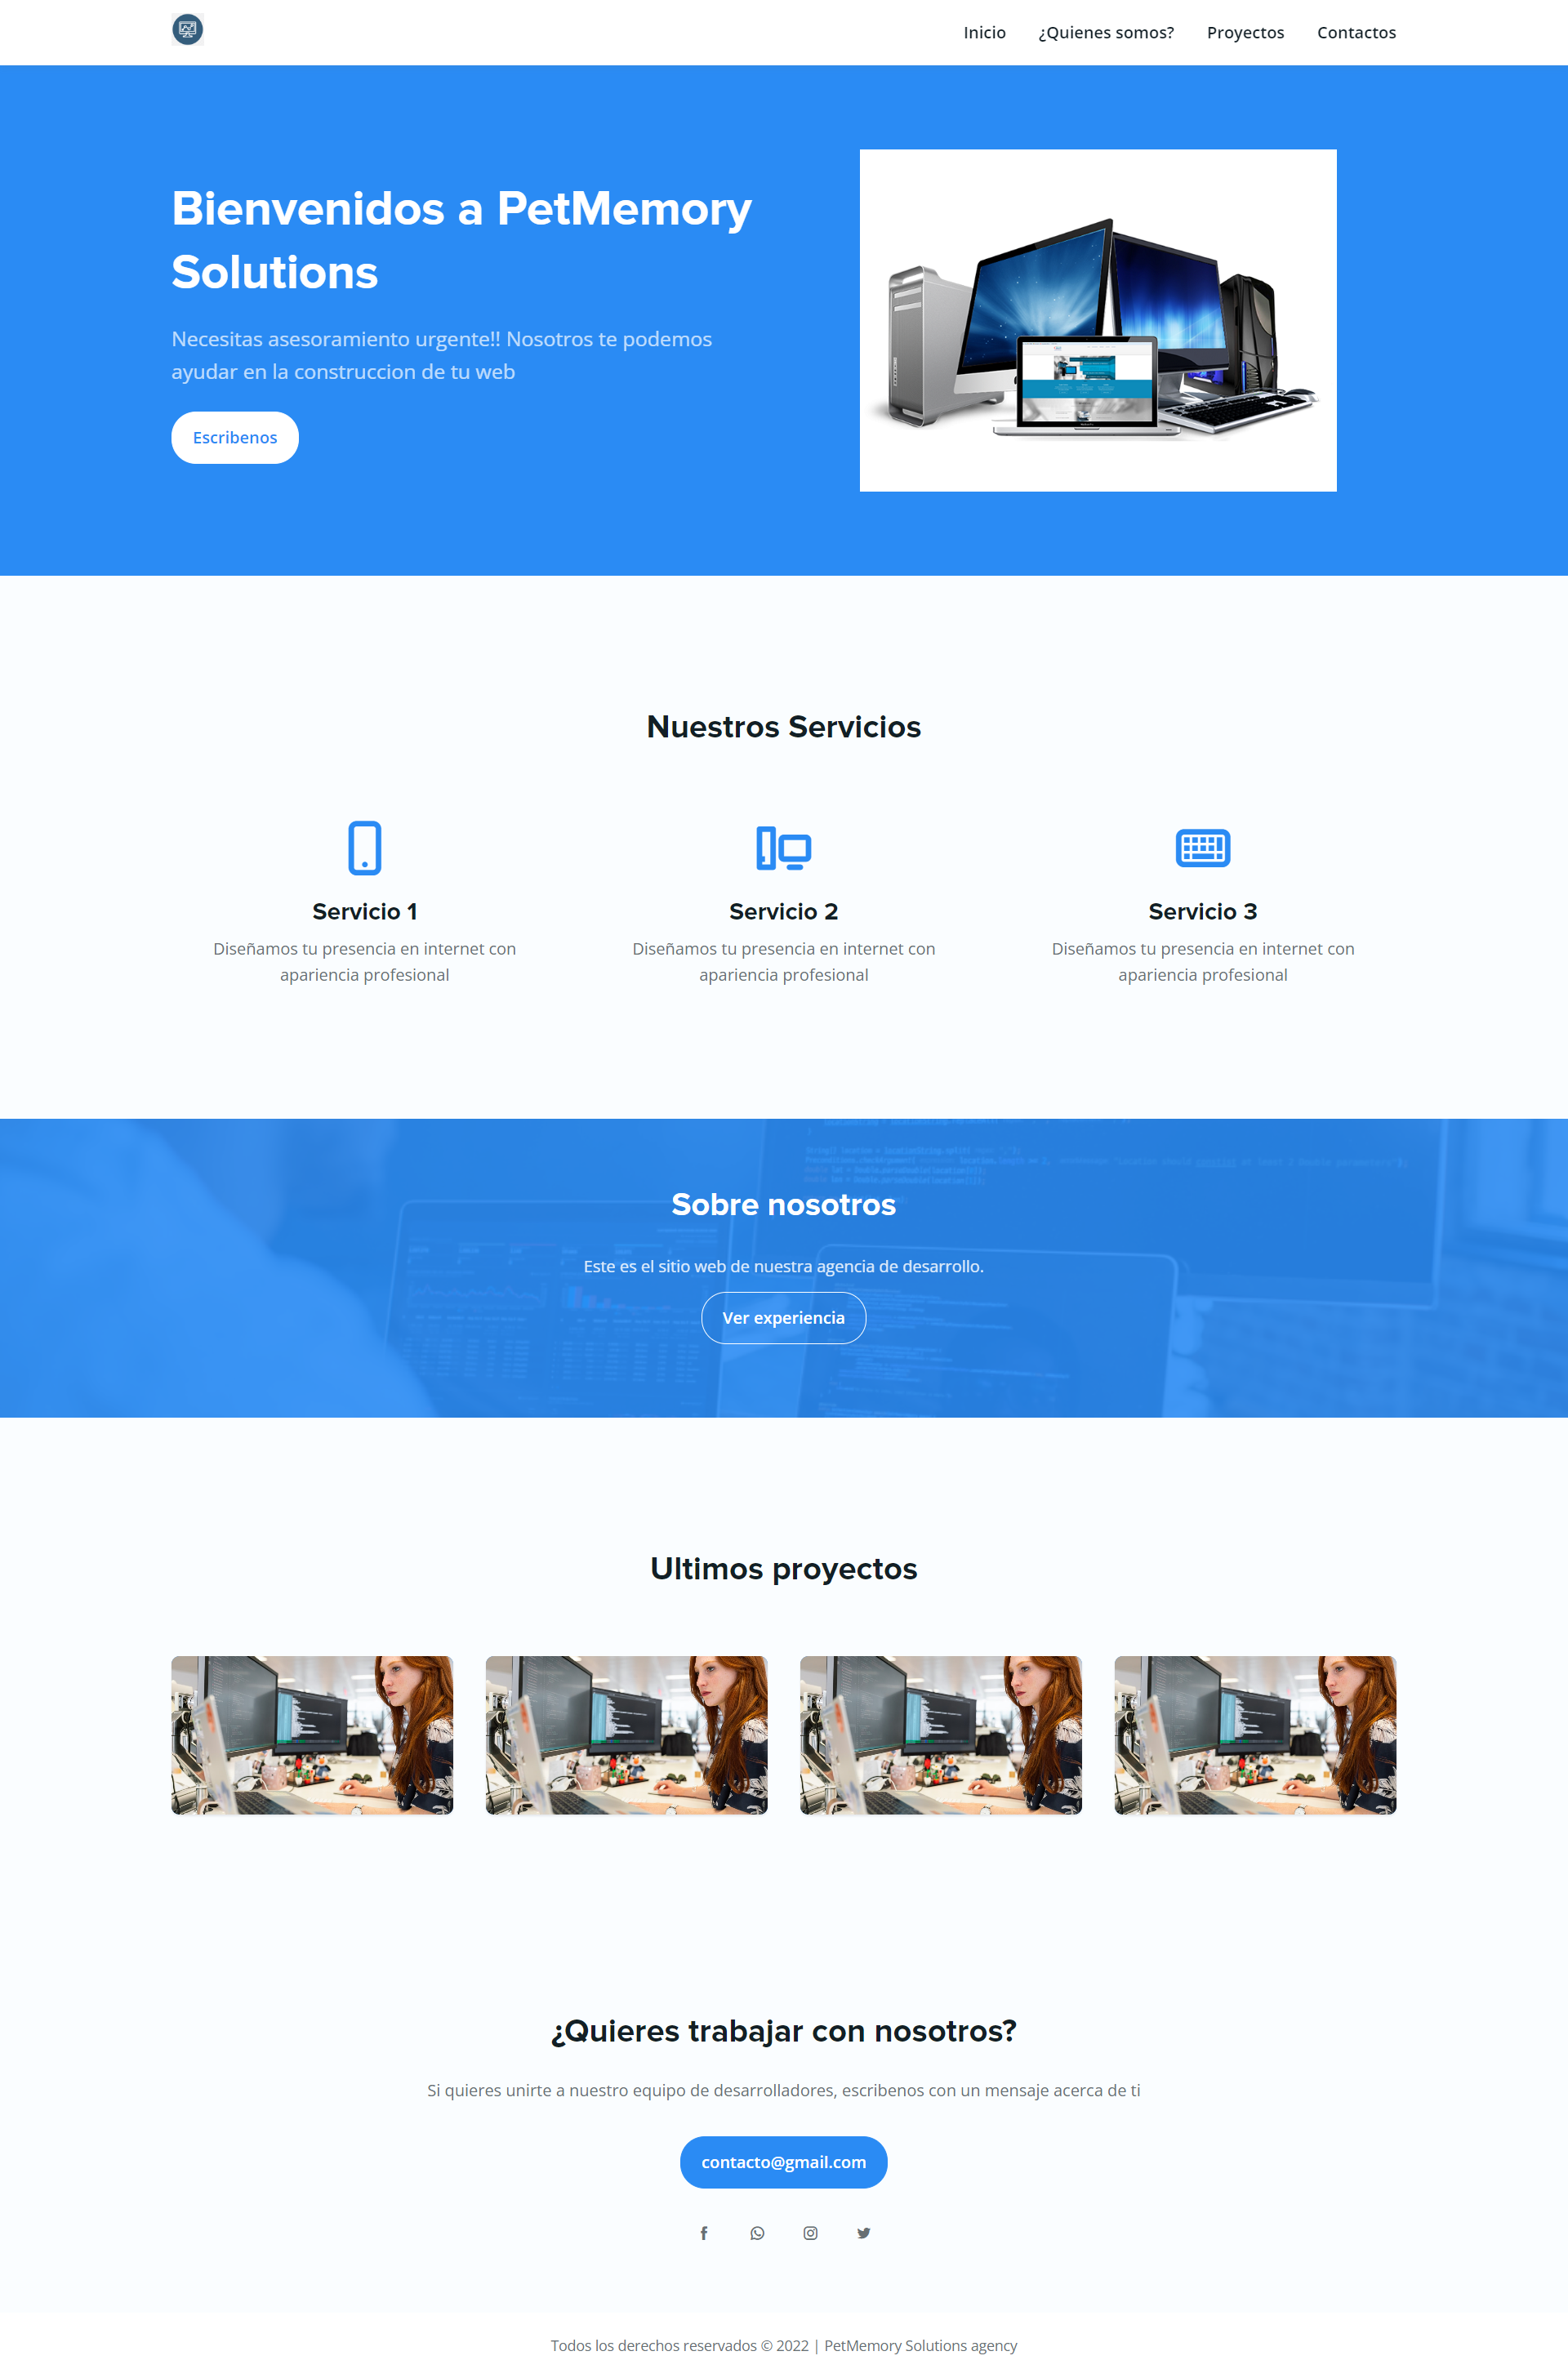 Inicio ¿Quienes somos? Proyectos Contactos
Bienvenidos a PetMemory
Solutions
Necesitas asesoramiento urgente!! Nosotros te podemos
ayudar en la construccion de tu web
Escribenos
Nuestros Servicios
Servicio 1
Diseñamos tu presencia en internet con
apariencia profesional
Servicio 2
Diseñamos tu presencia en internet con
apariencia profesional
Servicio 3
Diseñamos tu presencia en internet con
apariencia profesional
Sobre nosotros
Este es el sitio web de nuestra agencia de desarrollo.
Ver experiencia
Ultimos proyectos
¿Quieres trabajar con nosotros?
Si quieres unirte a nuestro equipo de desarrolladores, escribenos con un mensaje acerca de ti
contacto@gmail.com
Todos los derechos reservados © 2022 | PetMemory Solutions agency